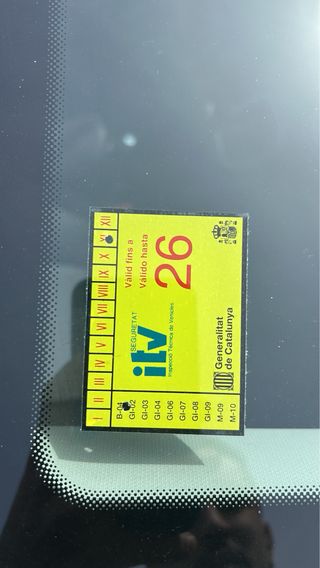 I II III IV V VI VII VIII IX X XI XII
B-04
GI-02
GI-03
GI-04
GI-06
GI-07
GI-08
GI-09
M-09
M-10
SEGURETAT
itv
Inspecció Tècnica de Vehicles
Vàlid fins a
Válido hasta
26
Generalitat
de Catalunya